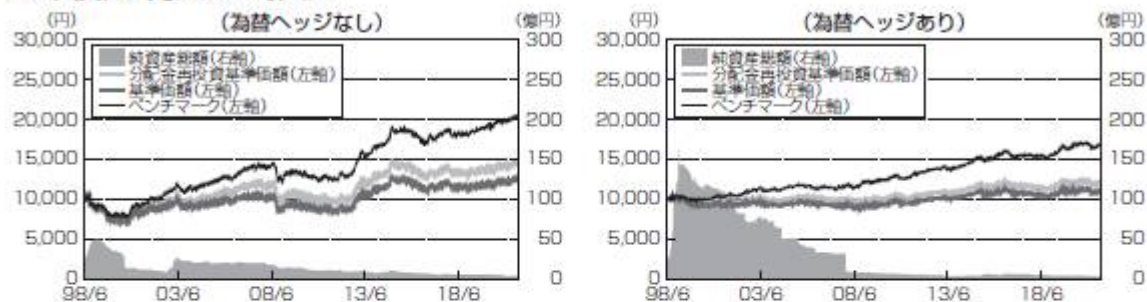 (円)
(為替ヘッジなし)
(億円)
30,000
300
純資産総額(右軸)
25,000
分配金再投資基準価額(左軸)
250
基準価額(左軸)
ベンチマーク(左軸)
20,000
200
15,000
150
10,000
100
5,000
50
0
0
98/6
03/6
08/6
13/6
18/6
(円)
(為替ヘッジあり)
(億円)
30,000
300
純資産総額(右軸)
25,000
分配金再投資基準価額(左軸)
250
基準価額(左軸)
ベンチマーク(左軸)
20,000
200
15,000
150
10,000
100
5,000
50
0
0
98/6
03/6
08/6
13/6
18/6